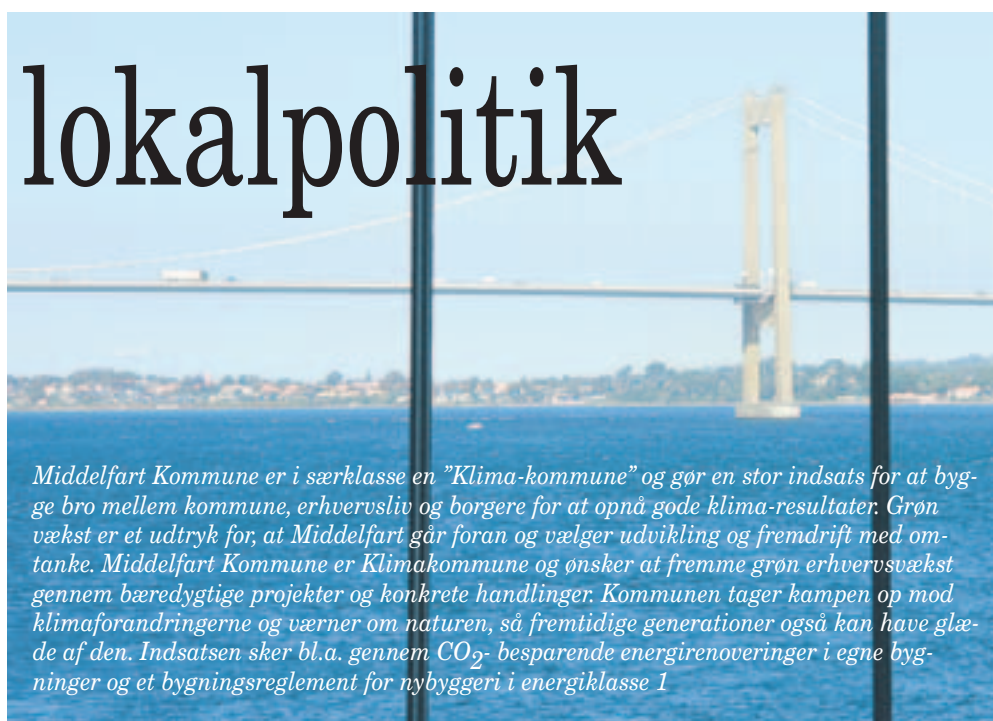 lokalpolitik
Middelfart Kommune er i særklasse en ”Klima-kommune” og gør en stor indsats for at byg-
ge bro mellem kommune, erhvervsliv og borgere for at opnå gode klima-resultater. Grøn
vækst er et udtryk for, at Middelfart går foran og vælger udvikling og fremdrift med om-
tanke. Middelfart Kommune er Klimakommune og ønsker at fremme grøn erhvervsvækst
gennem bæredygtige projekter og konkrete handlinger. Kommunen tager kampen op mod
klimaforandringerne og værner om naturen, så fremtidige generationer også kan have glæ-
de af den. Indsatsen sker bl.a. gennem CO2- besparende energirenoveringer i egne byg-
ninger og et bygningsreglement for nybyggeri i energiklasse 1